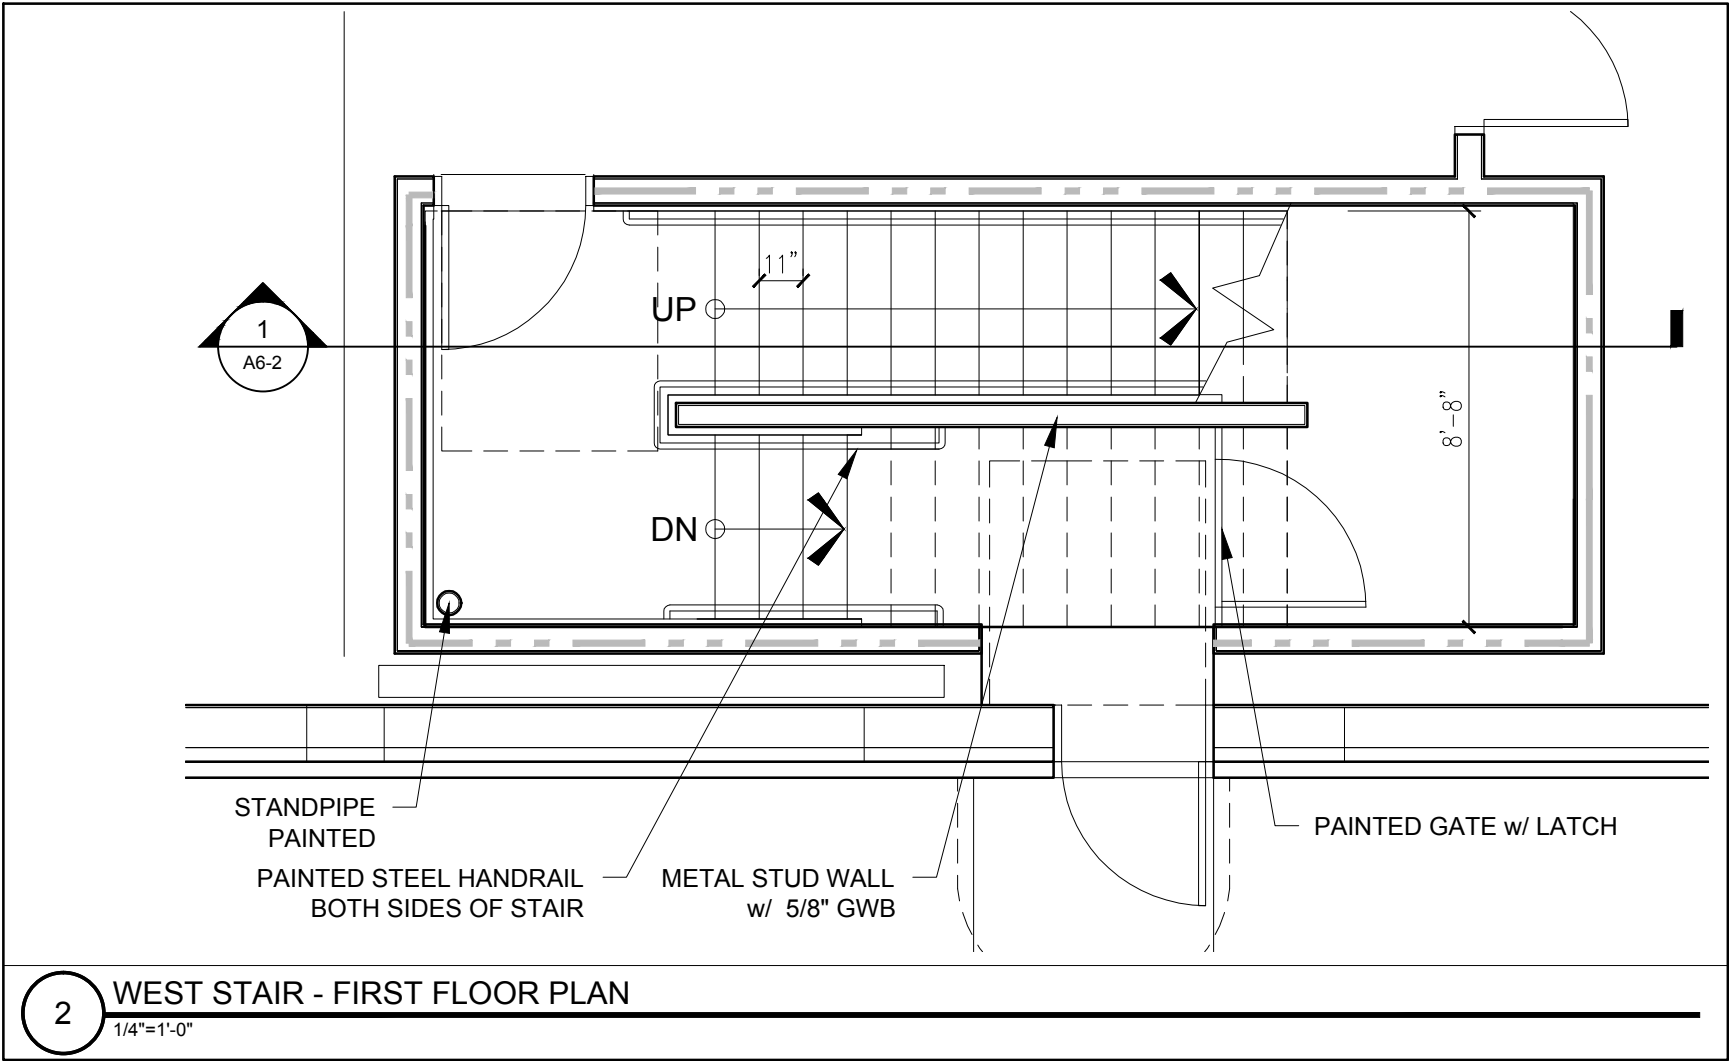 11"
UP
1
A6-2
8'-8"
DN
STANDPIPE
PAINTED
PAINTED GATE w/ LATCH
PAINTED STEEL HANDRAIL
BOTH SIDES OF STAIR
METAL STUD WALL
w/ 5/8" GWB
2
WEST STAIR - FIRST FLOOR PLAN
1/4"=1'-0"